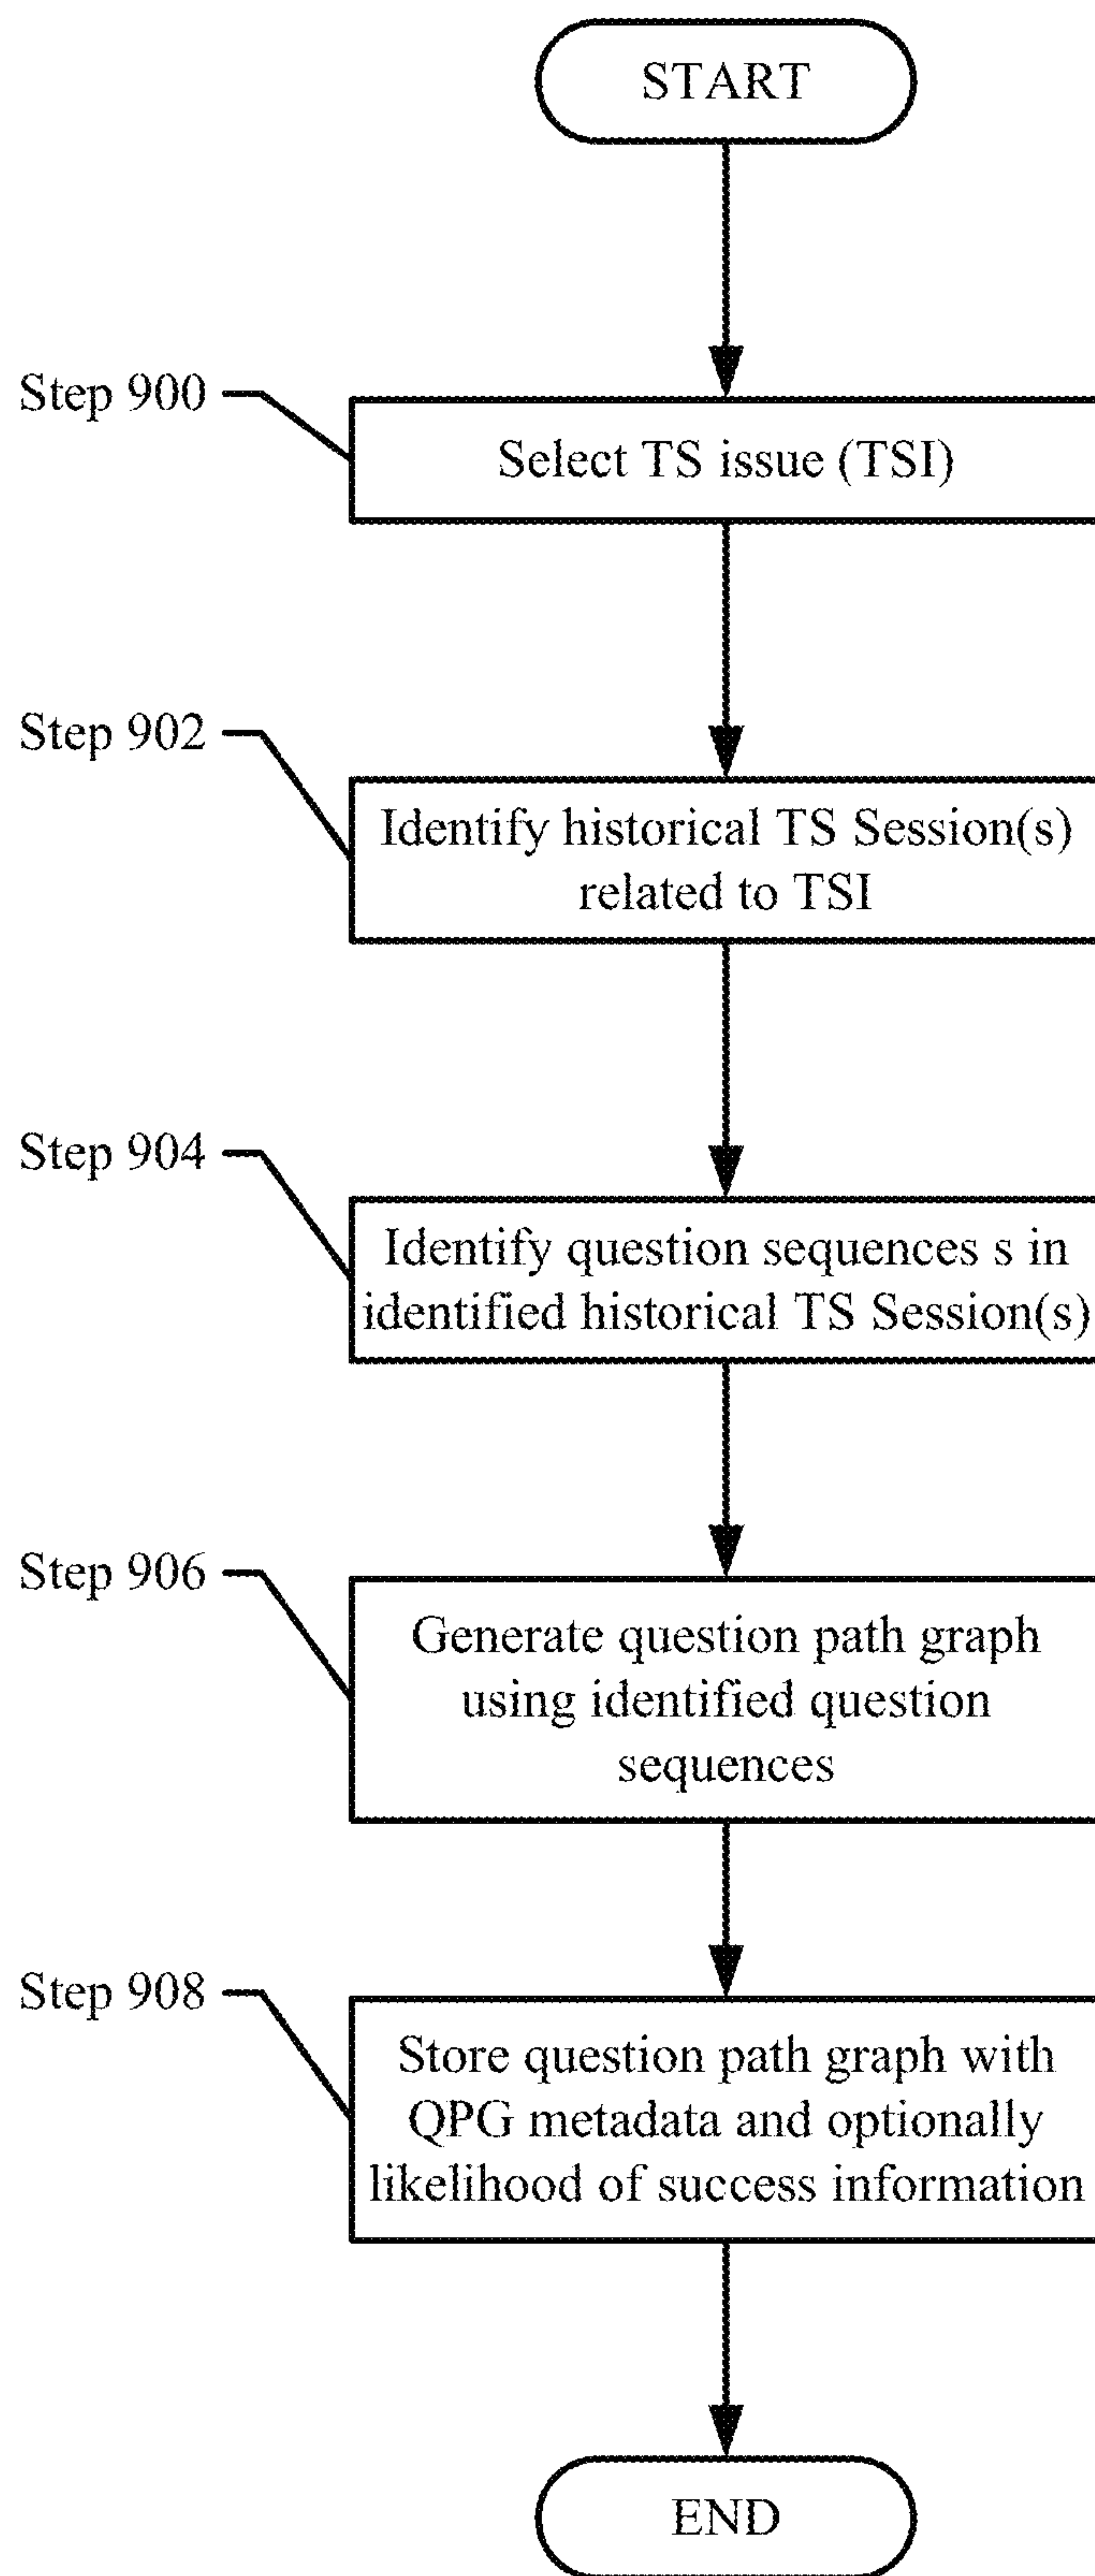 START
Step 900
Select TS issue (TSI)
Step 902
Identify historical TS Session(s)
related to TSI
Step 904
Identify question sequences s in
identified historical TS Session(s)
Step 906
Generate question path graph
using identified question
sequences
Step 908
Store question path graph with
QPG metadata and optionally
likelihood of success information
END